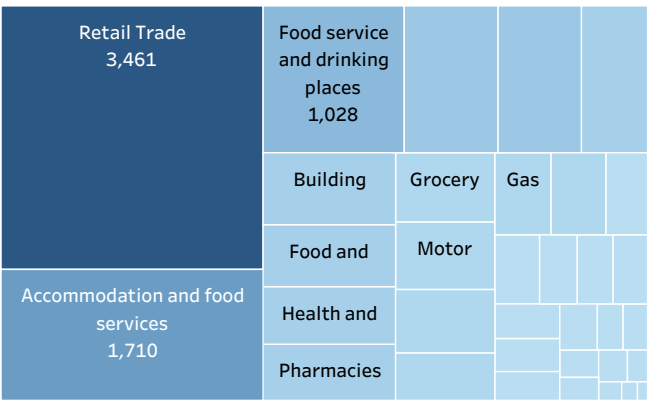 Retail Trade
3,461
Food service
and drinking
places
1,028
Building
Grocery
Gas
Food and
Motor
Accommodation and food
services
1,710
Health and
Pharmacies